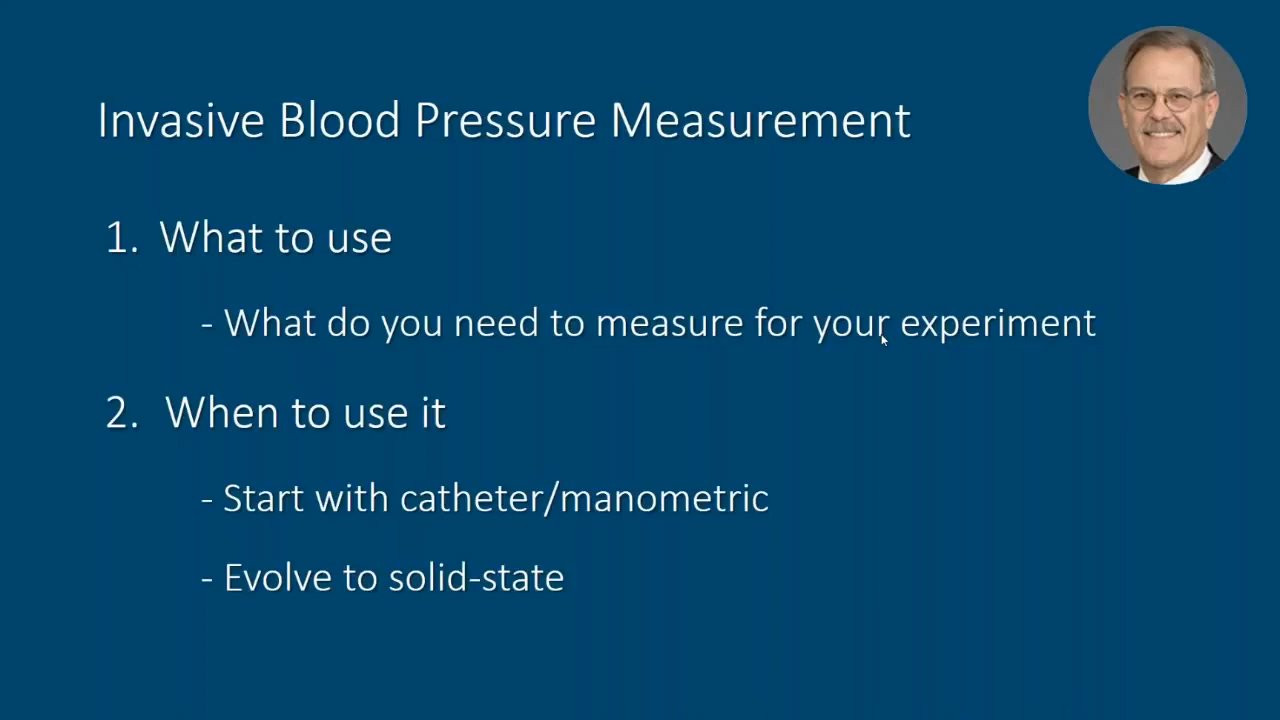 Invasive Blood Pressure Measurement
1. What to use
- What do you need to measure for your experiment
2. When to use it
- Start with catheter/manometric
- Evolve to solid-state